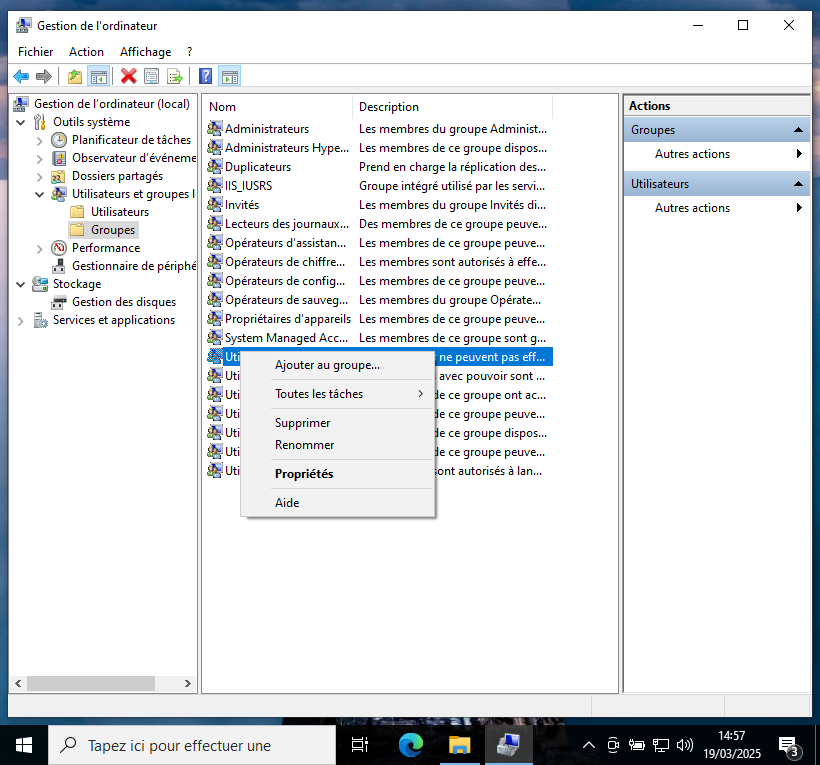 Gestion de l'ordinateur
Fichier Action Affichage ?
Gestion de l'ordinateur (local)
Outils système
Planificateur de tâches
Observateur d'événeme
Dossiers partagés
Utilisateurs et groupes l
Utilisateurs
Groupes
Performance
Gestionnaire de périphé
Stockage
Gestion des disques
Services et applications
Nom Description
Administrateurs Les membres du groupe Administ...
Administrateurs Hype... Les membres de ce groupe dispos...
Duplicateurs Prend en charge la réplication des...
IIS_IUSRS Groupe intégré utilisé par les servi...
Invités Les membres du groupe Invités di...
Lecteurs des journaux... Des membres de ce groupe peuve...
Opérateurs d'assistan... Les membres de ce groupe peuve...
Opérateurs de chiffre... Les membres sont autorisés à effe...
Opérateurs de config... Les membres de ce groupe peuve...
Opérateurs de sauveg... Les membres du groupe Opérate...
Propriétaires d'appareils Les membres de ce groupe peuve...
System Managed Acc... Les membres de ce groupe sont g...
Uti ne peuvent pas eff...
Uti avec pouvoir sont ...
Uti de ce groupe ont ac...
Uti de ce groupe peuve...
Uti de ce groupe dispos...
Uti de ce groupe peuve...
Uti sont autorisés à lan...
Ajouter au groupe...
Toutes les tâches
Supprimer
Renommer
Propriétés
Aide
Actions
Groupes
Autres actions
Utilisateurs
Autres actions
Tapez ici pour effectuer une
14:57
19/03/2025
3